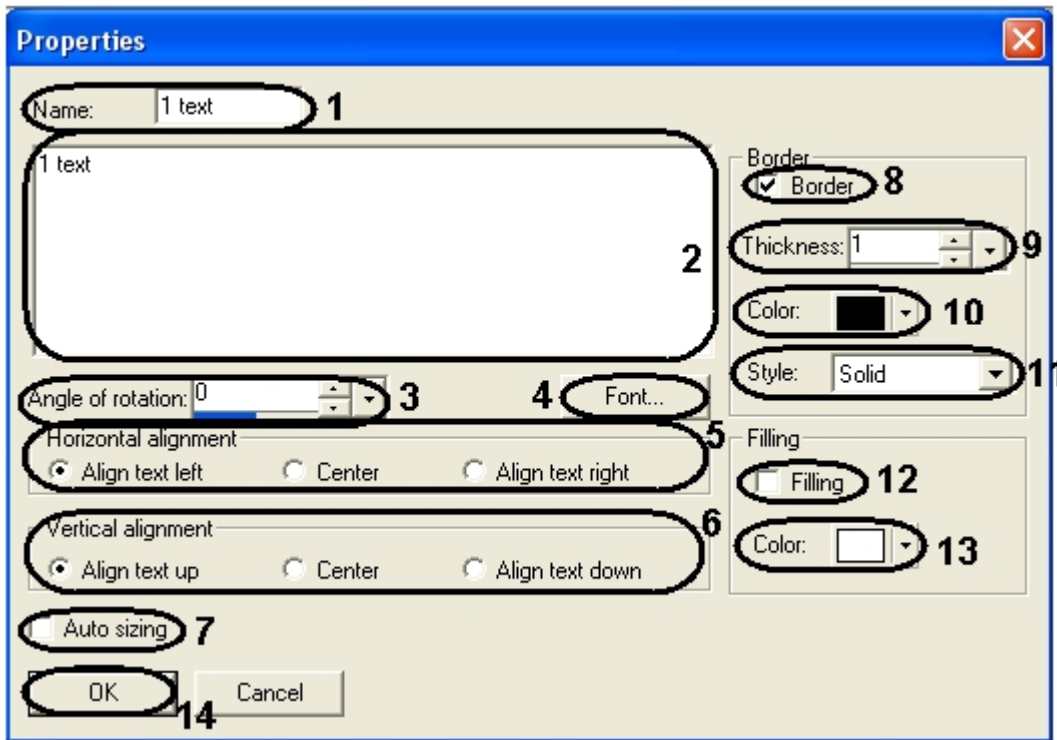 Properties
Name: 1 text 1
1 text
2
Angle of rotation: 0 3
4 Font...
Horizontal alignment 5
Align text left Center Align text right
Vertical alignment 6
Align text up Center Align text down
Auto sizing 7
OK Cancel
14
Border
Border 8
Thickness: 1 9
Color: 10
Style: Solid 11
Filling
Filling 12
Color: 13